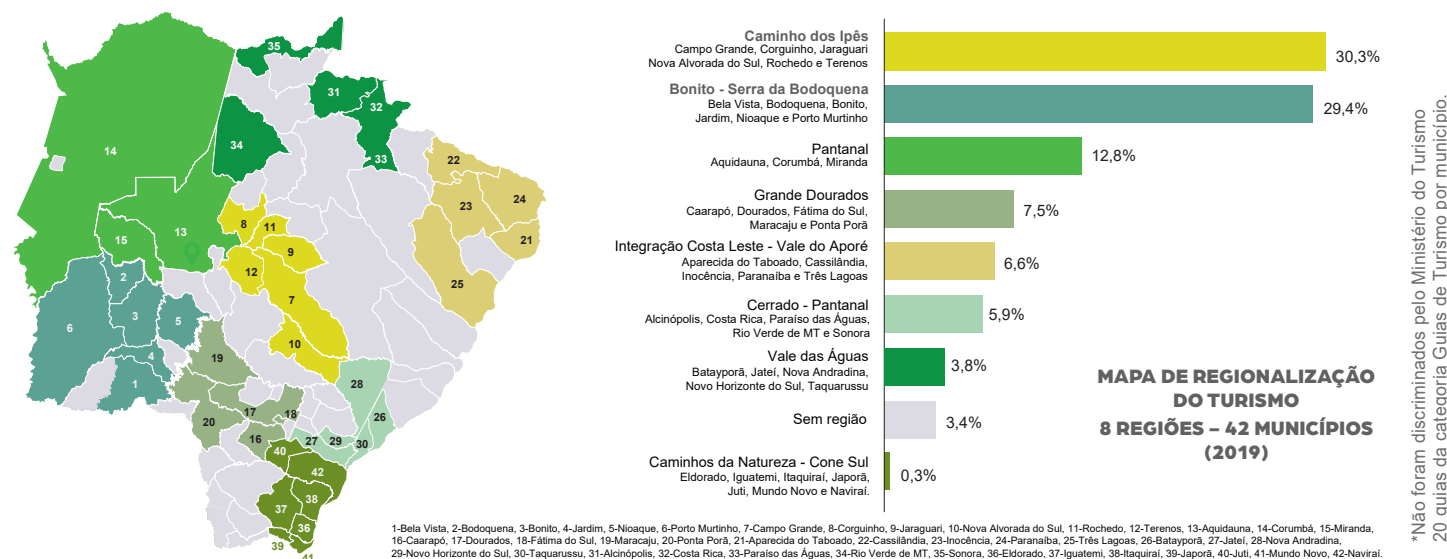 35
31
3
32
34
33
14
22
24
23
8
11
13
21
15
9
12
2
25
7
6
3
5
10
4
19
1
28
17
18
26
20
27
29
30
16
40
42
38
37
36
39
41
Caminho dos Ipês
Campo Grande, Corguinho, Jaraguari
Nova Alvorada do Sul, Rochedo e Terenos
30,3%
Bonito - Serra da Bodoquena
Bela Vista, Bodoquena, Bonito,
Jardim, Nioaque e Porto Murtinho
29,4%
Pantanal
Aquidauna, Corumbá, Miranda
12,8%
Grande Dourados
Caarapó, Dourados, Fátima do Sul,
Maracaju e Ponta Porã
7,5%
Integração Costa Leste - Vale do Aporé
Aparecida do Taboado, Cassilândia,
Inocência, Paranaíba e Três Lagoas
6,6%
Cerrado - Pantanal
Alcinópolis, Costa Rica, Paraíso das Águas,
Rio Verde de MT e Sonora
5,9%
Vale das Águas
Batayporã, Jateí, Nova Andradina,
Novo Horizonte do Sul, Taquarussu
3,8%
Sem região
3,4%
Caminhos da Natureza - Cone Sul
Eldorado, Iguatemi, Itaquiraí, Japorã,
Juti, Mundo Novo e Naviraí.
0,3%
MAPA DE REGIONALIZAÇÃO
DO TURISMO
8 REGIÕES – 42 MUNICÍPIOS
(2019)
*Não foram discriminados pelo Ministério do Turismo
20 guias da categoria Guias de Turismo por município.
1-Bela Vista, 2-Bodoquena, 3-Bonito, 4-Jardim, 5-Nioaque, 6-Porto Murtinho, 7-Campo Grande, 8-Corguinho, 9-Jaraguari, 10-Nova Alvorada do Sul, 11-Rochedo, 12-Terenos, 13-Aquidauna, 14-Corumbá, 15-Miranda,
16-Caarapó, 17-Dourados, 18-Fátima do Sul, 19-Maracaju, 20-Ponta Porã, 21-Aparecida do Taboado, 22-Cassilândia, 23-Inocência, 24-Paranaíba, 25-Três Lagoas, 26-Bataypοrã, 27-Jateí, 28-Nova Andradina,
29-Novo Horizonte do Sul, 30-Taquarussu, 31-Alcinópolis, 32-Costa Rica, 33-Paraíso das Águas, 34-Rio Verde de MT, 35-Sonora, 36-Eldorado, 37-Iguatemi, 38-Itaquiraí, 39-Japorã, 40-Juti, 41-Mundo Novo, 42-Naviraí.